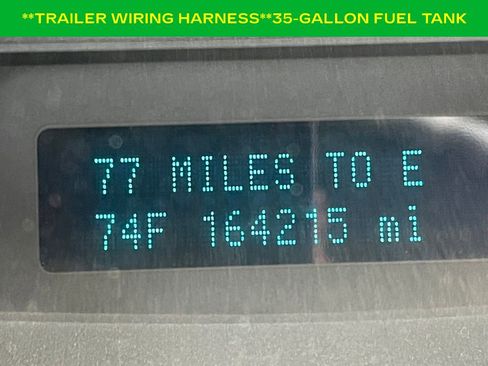 **TRAILER WIRING HARNESS**35-GALLON FUEL TANK
77 MILES TO E
74F 164215 mi